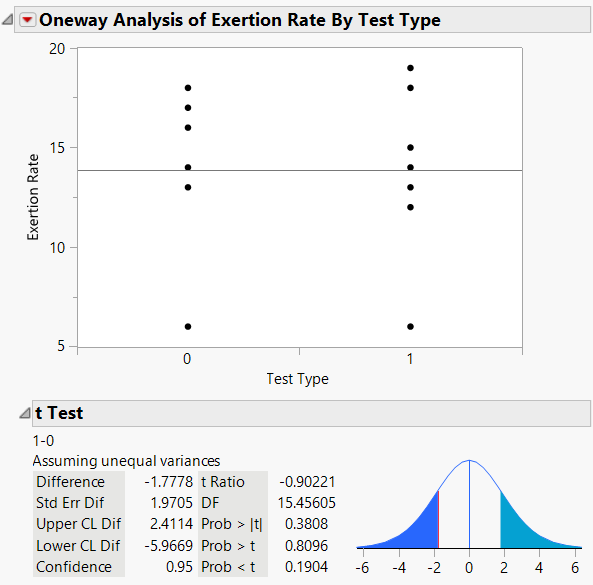 Oneway Analysis of Exertion Rate By Test Type
20
15
10
5
Exertion Rate
0 1
Test Type
t Test
1-0
Assuming unequal variances
Difference -1.7778 t Ratio -0.90221
Std Err Dif 1.9705 DF 15.45605
Upper CL Dif 2.4114 Prob > |t| 0.3808
Lower CL Dif -5.9669 Prob > t 0.8096
Confidence 0.95 Prob < t 0.1904
-6 -4 -2 0 2 4 6